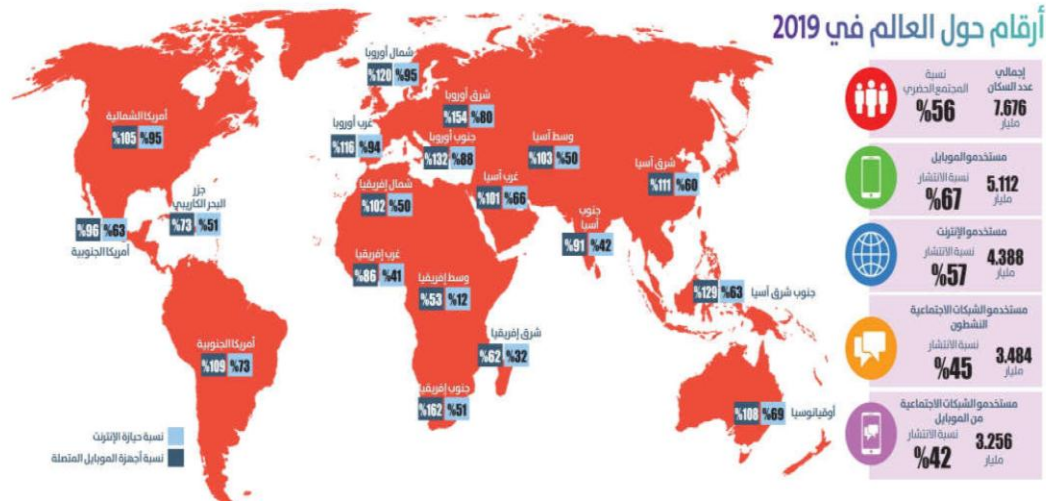 أرقام حول العالم في 2019
إجمالي
عدد السكان
7.676
مليار
نسبة
المجتمع الحضري
%56
مستخدمو الموبايل
5.112
مليار
نسبة الانتشار
%67
مستخدمو الإنترنت
4.388
مليار
نسبة الانتشار
%57
مستخدمو الشبكات الاجتماعية
النشطون
3.484
مليار
نسبة الانتشار
%45
مستخدمو الشبكات الاجتماعية
من الموبايل
3.256
مليار
نسبة الانتشار
%42
شمال أوروبا
%120 %95
شرق أوروبا
%154 %80
غرب أوروبا
%116 %94
جنوب أوروبا
%132 %88
وسط آسيا
%103 %50
شرق آسيا
%111 %60
غرب آسيا
%101 %66
جنوب
آسيا
%91 %42
جنوب شرق آسيا
%129 %63
أوقيانوسيا
%108 %69
شمال إفريقيا
%102 %50
غرب إفريقيا
%86 %41
وسط إفريقيا
%53 %12
شرق إفريقيا
%62 %32
جنوب إفريقيا
%162 %51
أمريكا الشمالية
%105 %95
جزر
البحر الكاريبي
%73 %51
%96 %63
أمريكا الجنوبية
أمريكا الجنوبية
%109 %73
نسبة حيازة الإنترنت
نسبة أجهزة الموبايل المتصلة